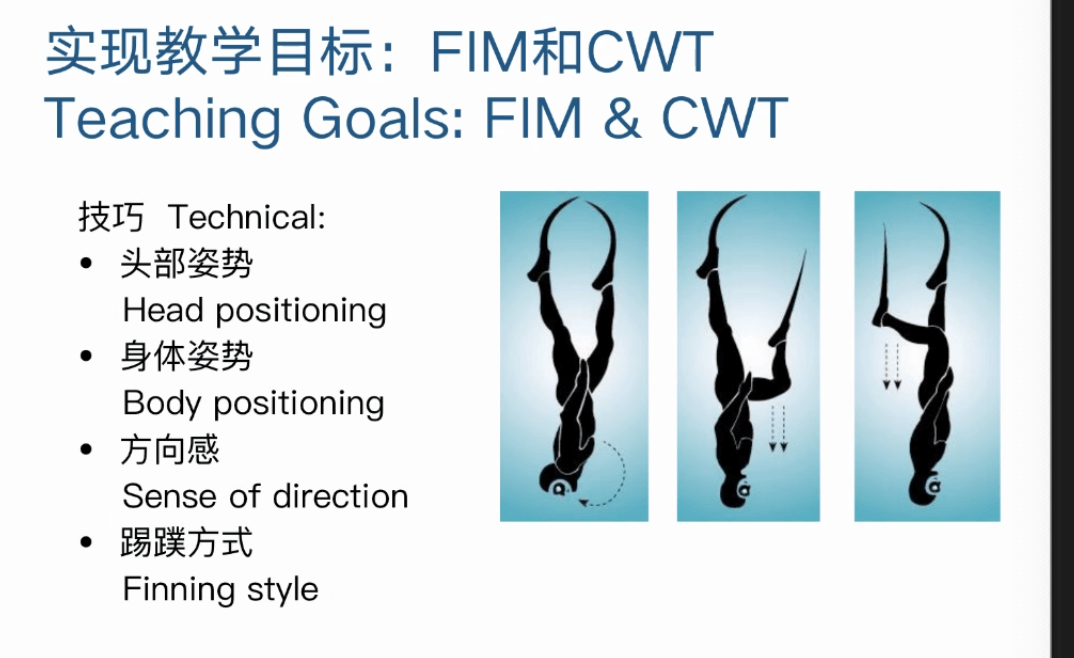 实现教学目标：FIM和CWT
Teaching Goals: FIM & CWT
技巧 Technical:
• 头部姿势
Head positioning
• 身体姿势
Body positioning
• 方向感
Sense of direction
• 踢蹼方式
Finning style